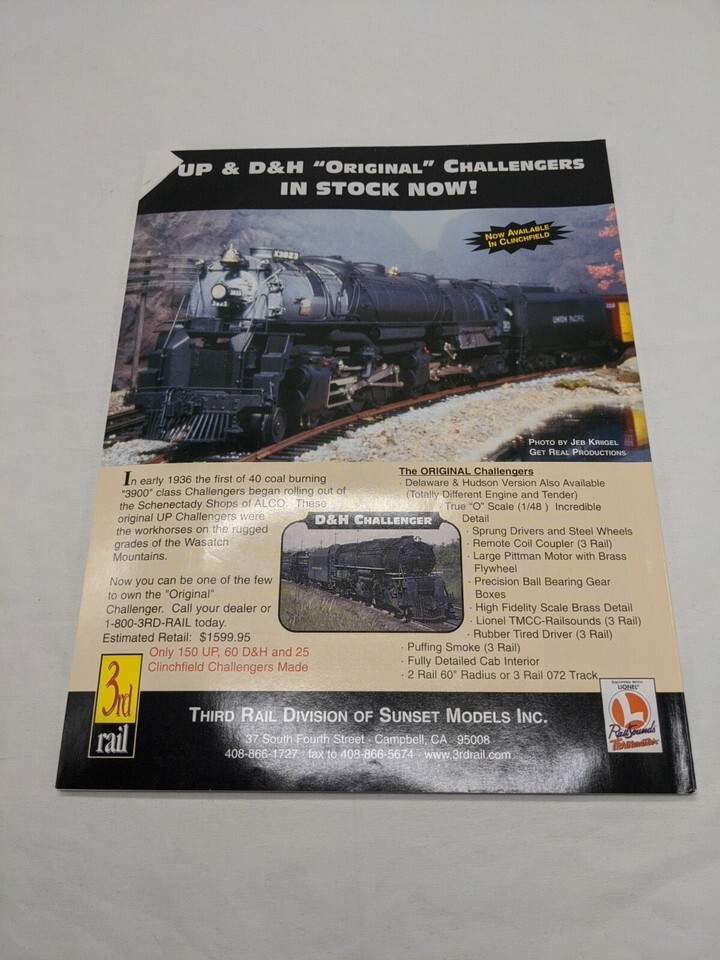 UP & D&H "ORIGINAL" CHALLENGERS
IN STOCK NOW!
NOW AVAILABLE
IN CLINCHFIELD
UNION PACIFIC
PHOTO BY JEB KRIIGEL
GET REAL PRODUCTIONS
In early 1936 the first of 40 coal burning
"3900" class Challengers began rolling out of
the Schenectady Shops of ALCO. These
original UP Challengers were
the workhorses on the rugged
grades of the Wasatch
Mountains.
Now you can be one of the few
to own the "Original"
Challenger. Call your dealer or
1-800-3RD-RAIL today.
Estimated Retail: $1599.95
Only 150 UP, 60 D&H and 25
Clinchfield Challengers Made
D&H CHALLENGER
The ORIGINAL Challengers
· Delaware & Hudson Version Also Available
(Totally Different Engine and Tender)
True "O" Scale (1/48 ) Incredible
Detail
· Sprung Drivers and Steel Wheels
· Remote Coil Coupler (3 Rail)
· Large Pittman Motor with Brass
Flywheel
· Precision Ball Bearing Gear
Boxes
· High Fidelity Scale Brass Detail
· Lionel TMCC-Railsounds (3 Rail)
· Rubber Tired Driver (3 Rail)
· Puffing Smoke (3 Rail)
· Fully Detailed Cab Interior
· 2 Rail 60" Radius or 3 Rail 072 Track
3rd
rail
THIRD RAIL DIVISION OF SUNSET MODELS INC.
37 South Fourth Street · Campbell, CA 95008
408-866-1727 · fax to 408-866-5674 · www.3rdrail.com
EQUIPPED WITH
LIONEL
L
RailSounds